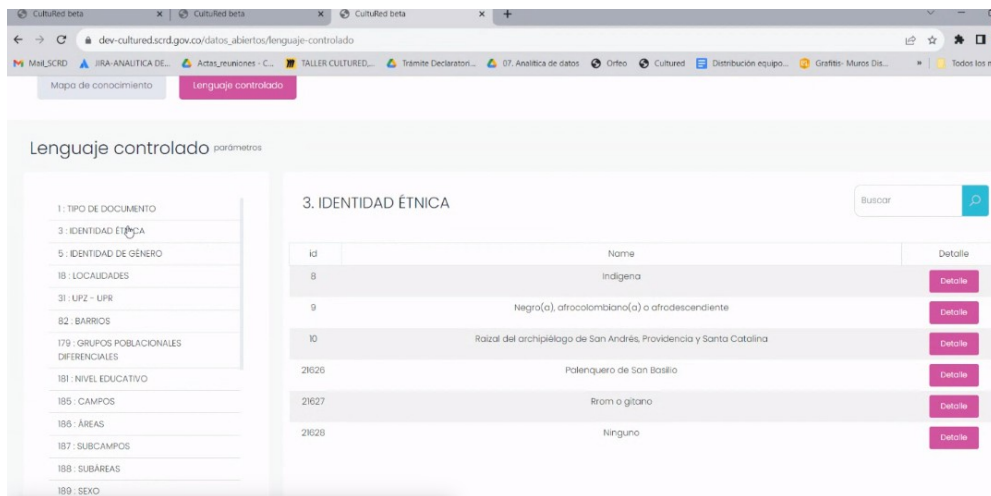 CultuRed beta
CultuRed beta
CultuRed beta
dev-cultured.scrd.gov.co/datos_abiertos/lenguaje-controlado
Mail_SCRD JIRA-ANALITICA DE... Actas_reuniones - C... TALLER CULTURED,... Trámite Declaratori... 07. Analítica de datos Orfeo Cultured Distribución equipo... Grafitis- Muros Dis... » Todos los
Mapa de conocimiento
Lenguaje controlado
Lenguaje controlado parámetros
1 : TIPO DE DOCUMENTO
3 : IDENTIDAD ÉTNICA
5 : IDENTIDAD DE GÉNERO
18 : LOCALIDADES
31 : UPZ - UPR
82 : BARRIOS
179 : GRUPOS POBLACIONALES
DIFERENCIALES
181 : NIVEL EDUCATIVO
185 : CAMPOS
186 : ÁREAS
187 : SUBCAMPOS
188 : SUBÁREAS
189 : SEXO
3. IDENTIDAD ÉTNICA
Buscar
id Name Detalle
8 Indígena Detalle
9 Negro(a), afrocolombiano(a) o afrodescendiente Detalle
10 Raizal del archipiélago de San Andrés, Providencia y Santa Catalina Detalle
21626 Palenquero de San Basilio Detalle
21627 Rrom o gitano Detalle
21628 Ninguno Detalle